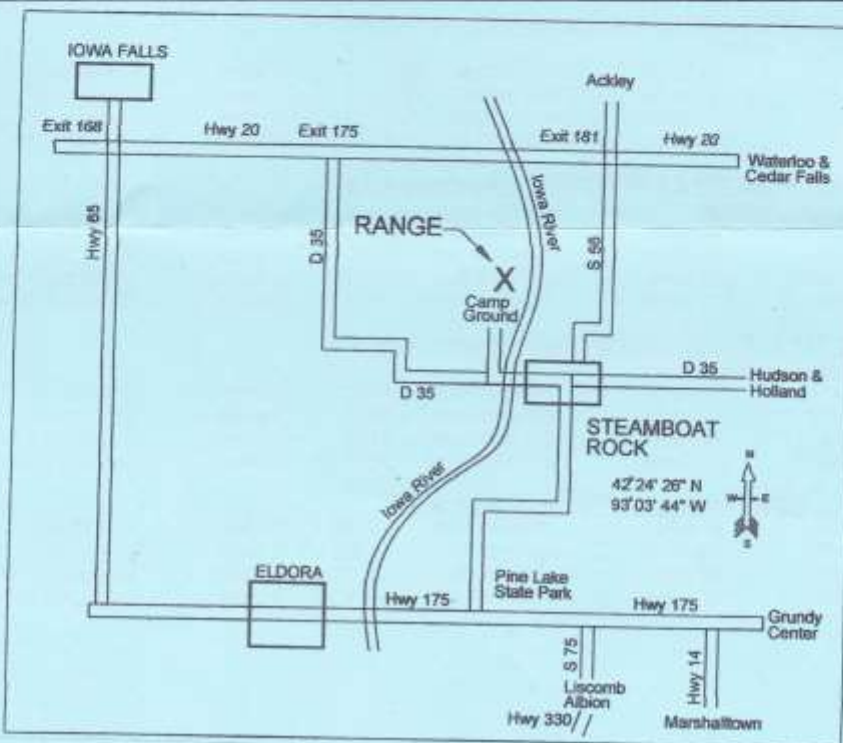 IOWA FALLS
Ackley
Exit 168
Hwy 20
Exit 175
Exit 181
Hwy 20
Waterloo &
Cedar Falls
Iowa River
Hwy 65
D 35
RANGE
X
Camp
Ground
D 35
D 35
Hudson &
Holland
STEAMBOAT
ROCK
42°24' 26" N
93°03' 44" W
N
W
E
S
Iowa River
ELDORA
Pine Lake
State Park
Hwy 175
Hwy 175
Grundy
Center
S 75
Hwy 14
Liscomb
Albion
Hwy 330
Marshalltown